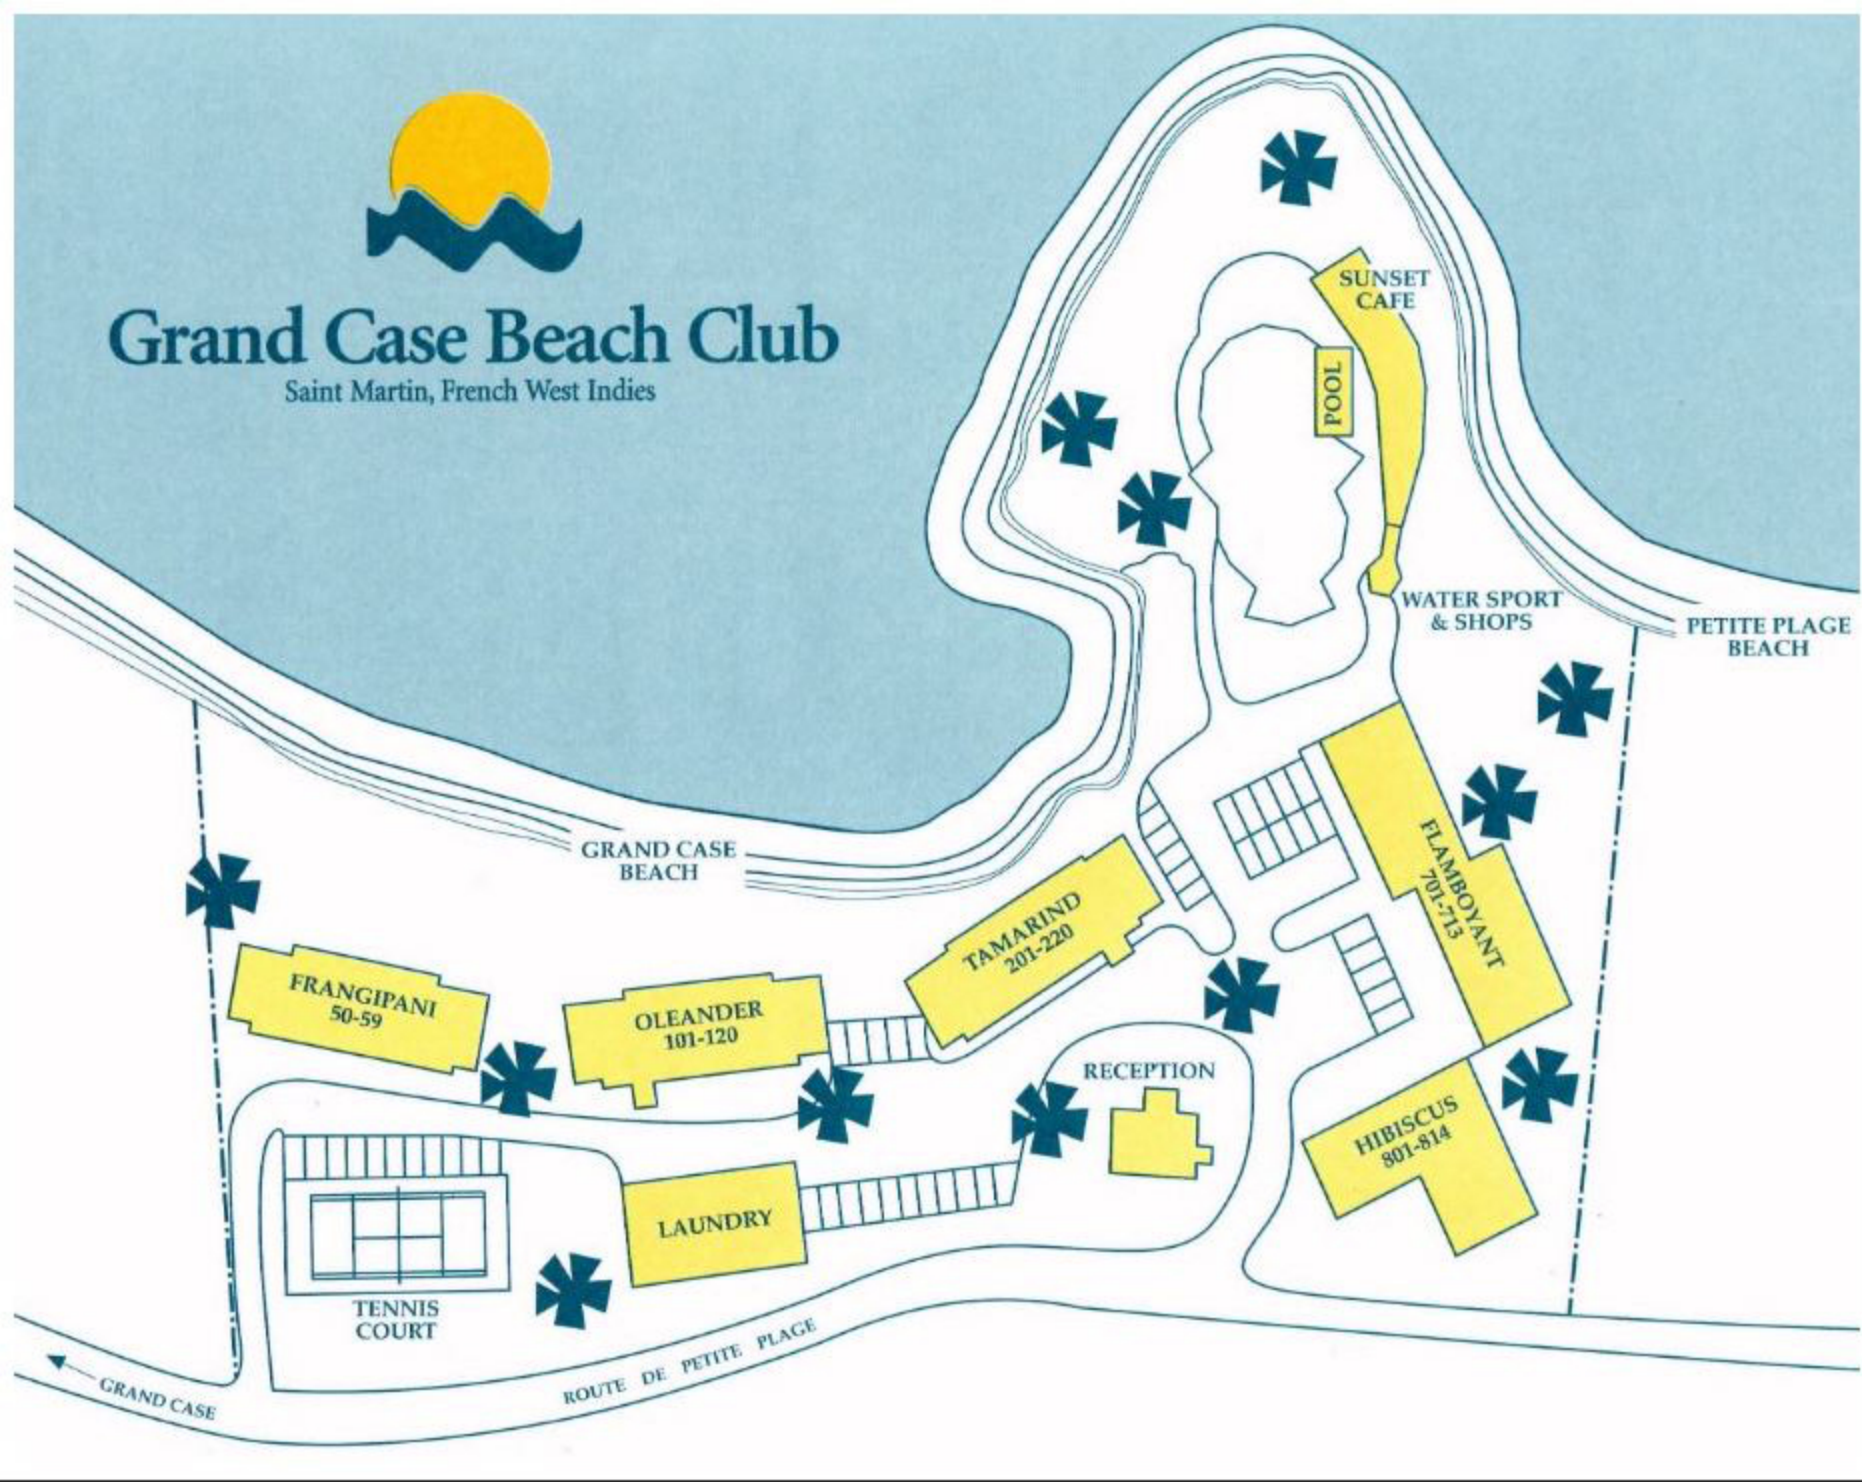 Grand Case Beach Club
Saint Martin, French West Indies
SUNSET
CAFE
POOL
WATER SPORT
& SHOPS
PETITE PLAGE
BEACH
GRAND CASE
BEACH
FLAMBOYANT
701-713
TAMARIND
201-220
FRANGIPANI
50-59
OLEANDER
101-120
RECEPTION
HIBISCUS
801-814
LAUNDRY
TENNIS
COURT
ROUTE DE PETITE PLAGE
GRAND CASE